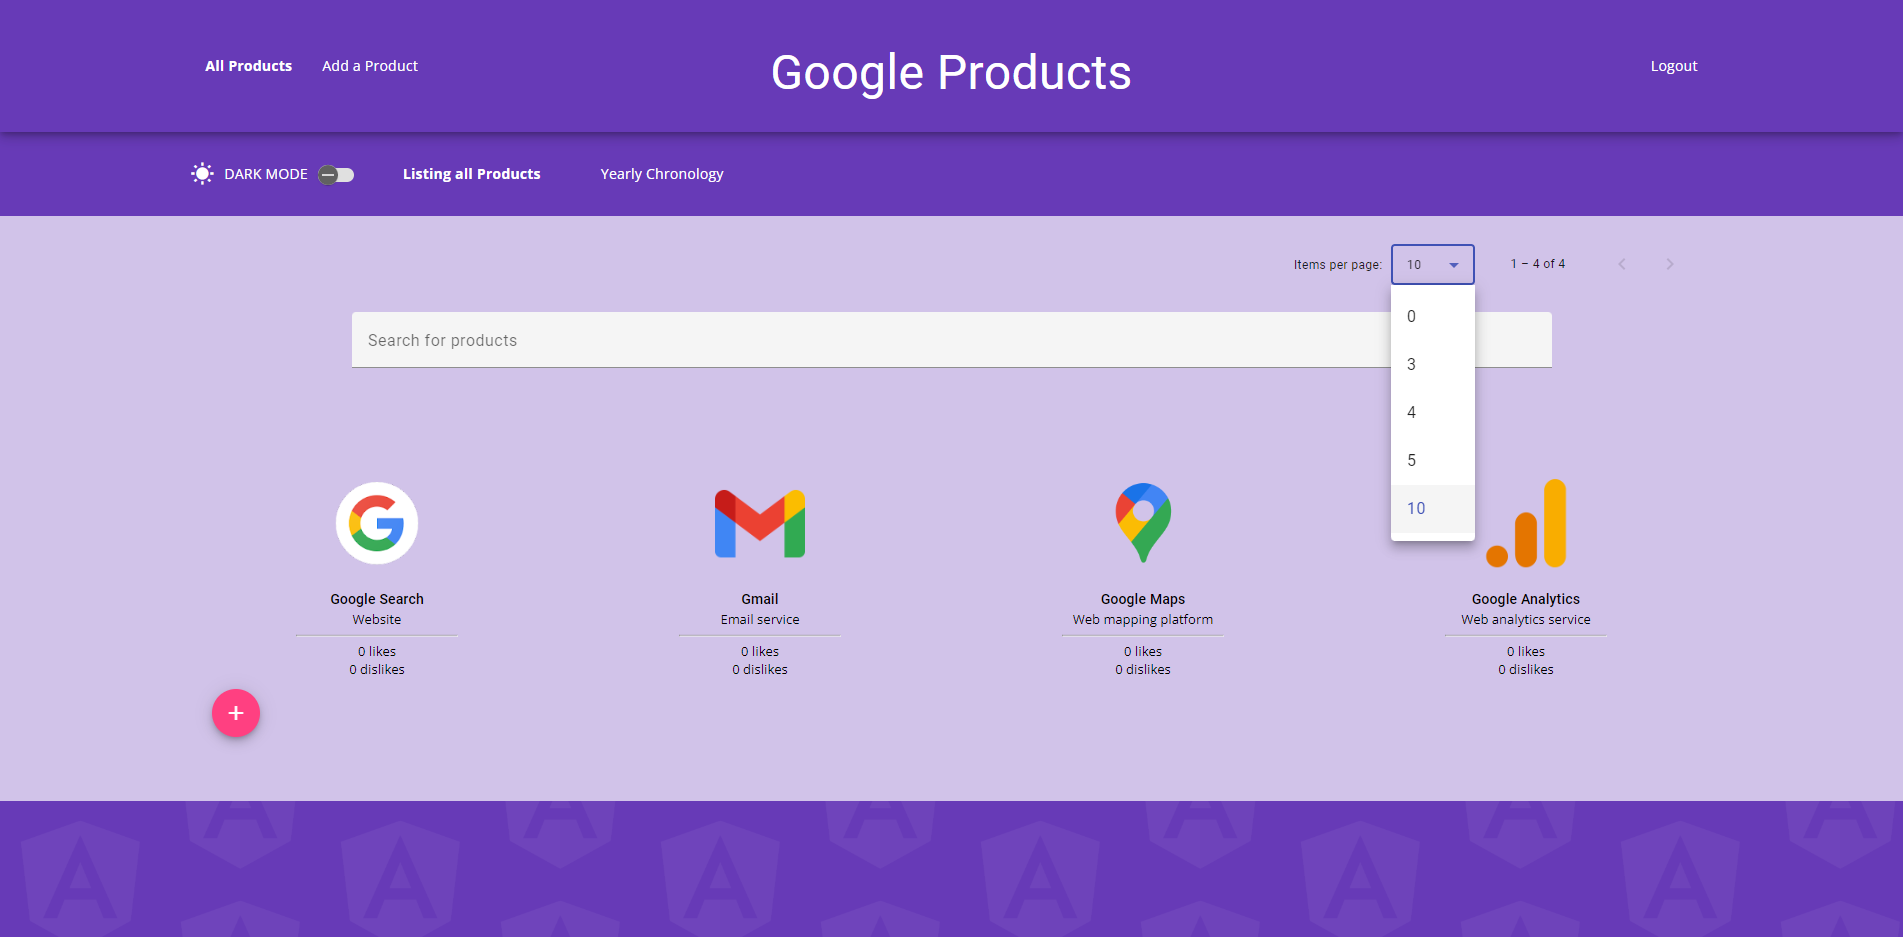 All Products
Add a Product
Google Products
Logout
DARK MODE
Listing all Products
Yearly Chronology
Items per page:
10
1 – 4 of 4
0
3
4
5
10
Search for products
Google Search
Website
0 likes
0 dislikes
Gmail
Email service
0 likes
0 dislikes
Google Maps
Web mapping platform
0 likes
0 dislikes
Google Analytics
Web analytics service
0 likes
0 dislikes
+